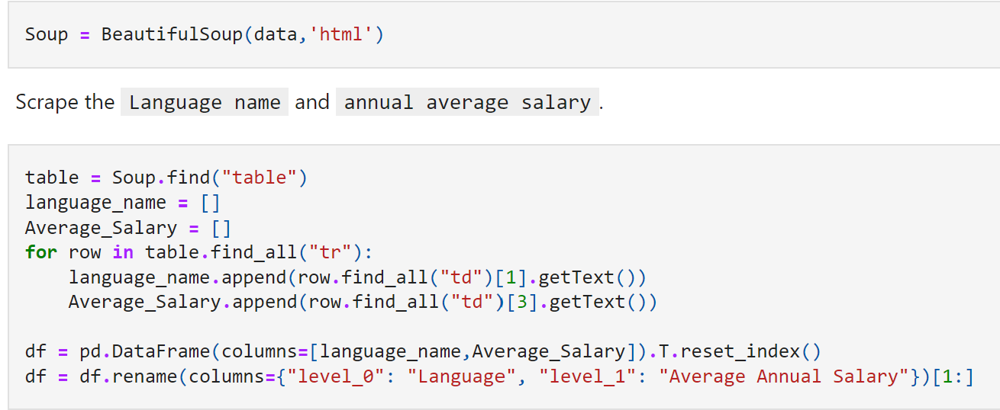 Soup = BeautifulSoup(data,'html')
Scrape the Language name and annual average salary.
table = Soup.find("table")
language_name = []
Average_Salary = []
for row in table.find_all("tr"):
    language_name.append(row.find_all("td")[1].getText())
    Average_Salary.append(row.find_all("td")[3].getText())
df = pd.DataFrame(columns=[language_name,Average_Salary]).T.reset_index()
df = df.rename(columns={"level_0": "Language", "level_1": "Average Annual Salary"})[1:]